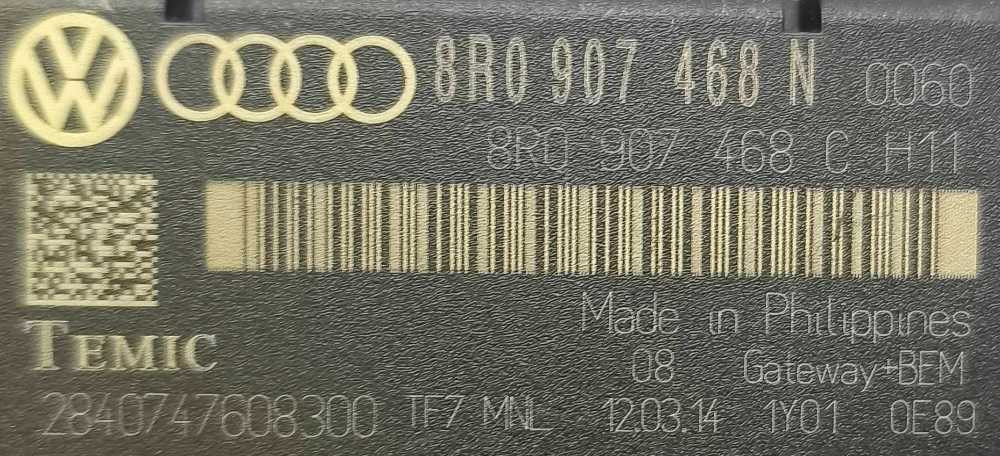 8R0 907 468 N 0060
8R0 907 468 C H11
Made in Philippines
TEMIC 08 Gateway+BEM
2840747608300 TF7 MNL 12.03.14 1Y01 0E89